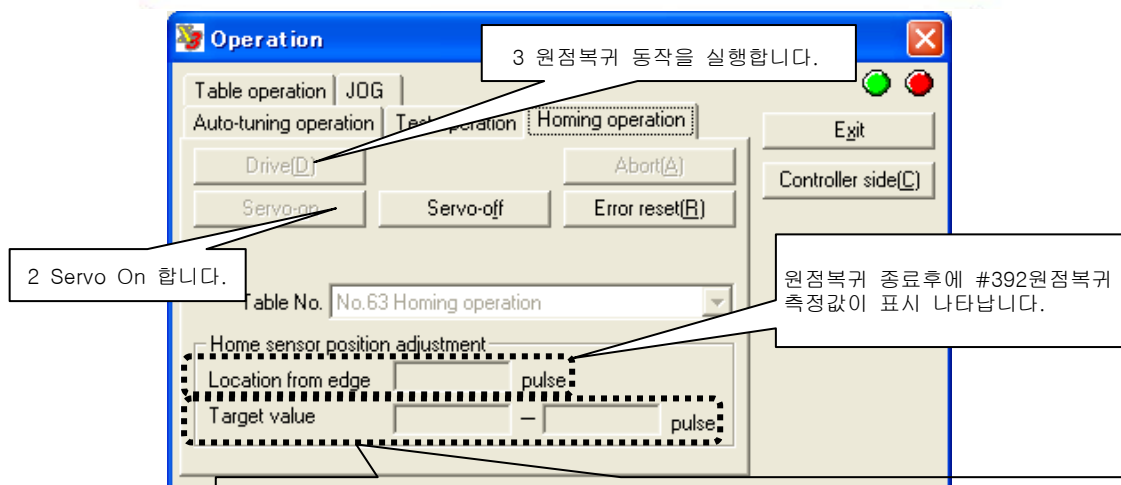 Operation
3 원점복귀 동작을 실행합니다.
Table operation JOG
Auto-tuning operation Test operation Homing operation
Exit
Drive(D) Abort(A)
Controller side(C)
Servo-on Servo-off Error reset(R)
2 Servo On 합니다.
원점복귀 종료후에 #392원점복귀
측정값이 표시 나타납니다.
Table No. No.63 Homing operation
Home sensor position adjustment
Location from edge pulse
Target value – pulse